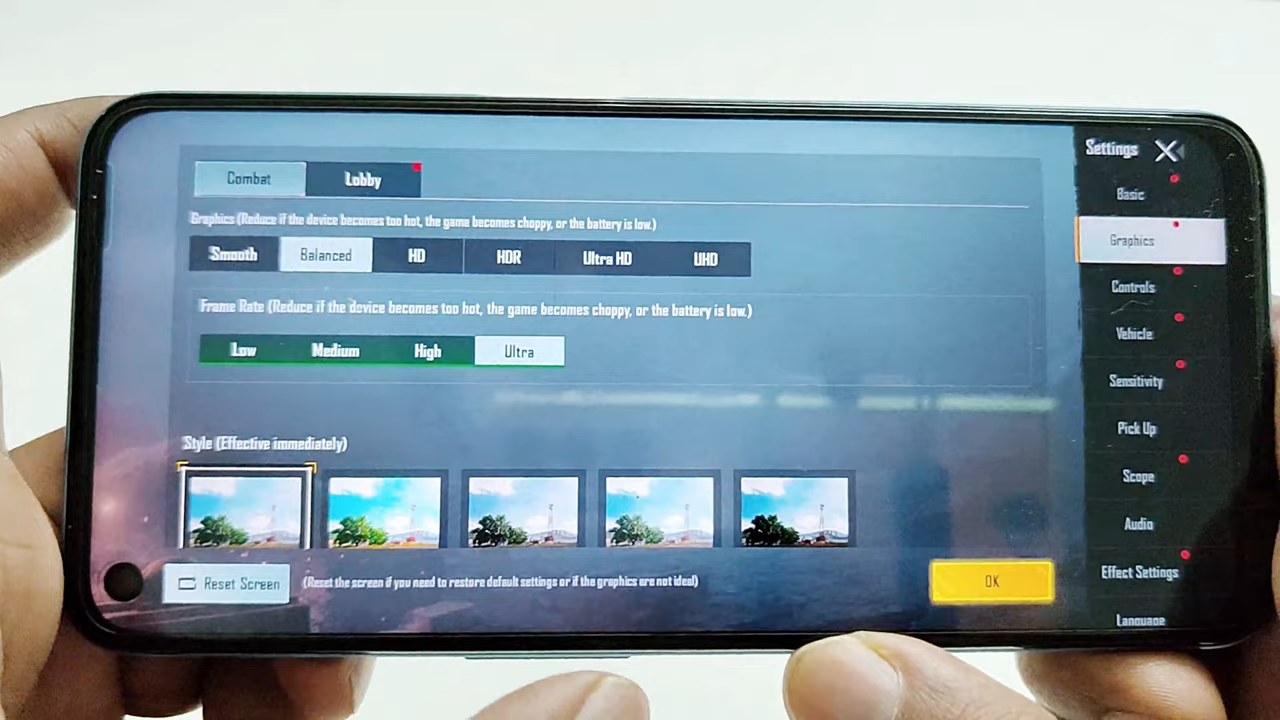 Combat Lobby
Graphics (Reduce if the device becomes too hot, the game becomes choppy, or the battery is low.)
Smooth Balanced HD HDR Ultra HD UHD
Frame Rate (Reduce if the device becomes too hot, the game becomes choppy, or the battery is low.)
Low Medium High Ultra
Style (Effective immediately)
Reset Screen (Reset the screen if you need to restore default settings or if the graphics are not ideal)
OK
Settings
Basic
Graphics
Controls
Vehicle
Sensitivity
Pick Up
Scope
Audio
Effect Settings
Language